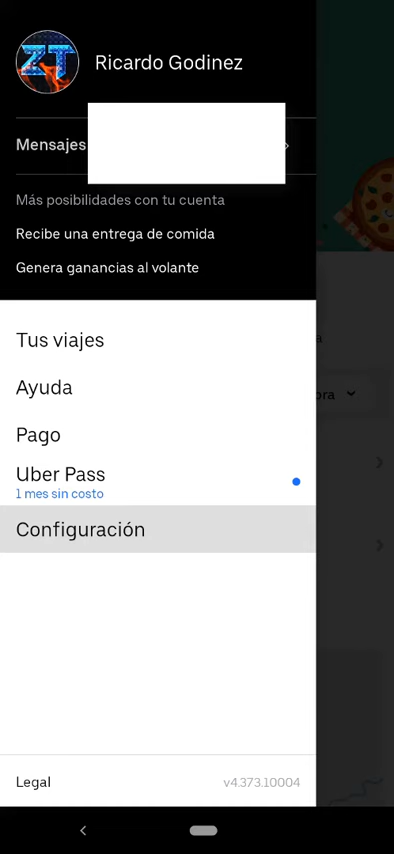 ZT
Ricardo Godinez
Mensajes
Más posibilidades con tu cuenta
Recibe una entrega de comida
Genera ganancias al volante
Tus viajes
Ayuda
Pago
Uber Pass
1 mes sin costo
Configuración
Legal
v4.373.10004